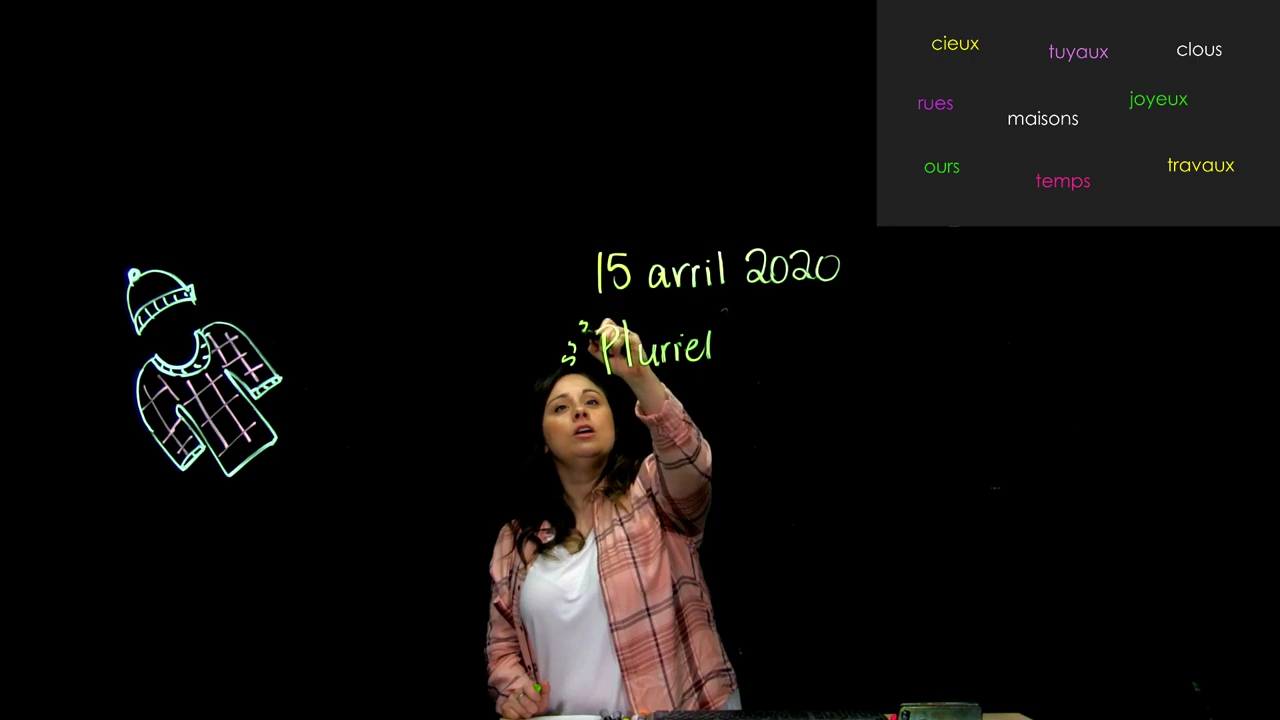 cieux tuyaux clous
rues maisons joyeux
ours temps travaux
15 avril 2020
Pluriel